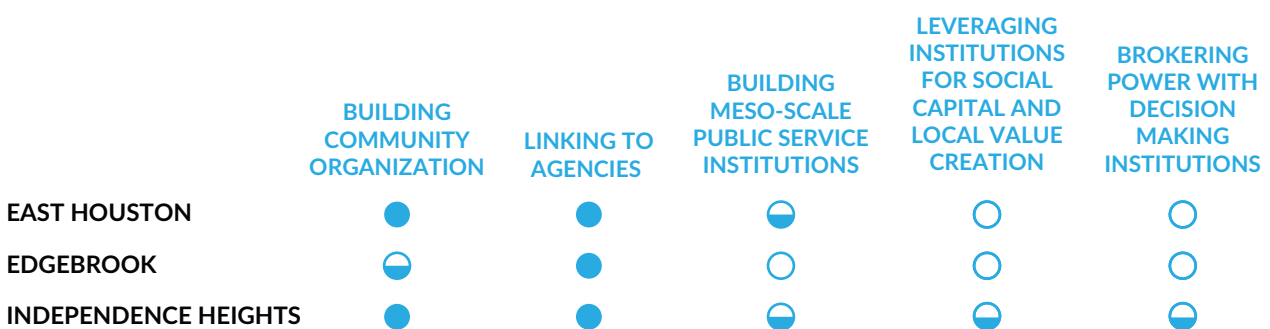 BUILDING
COMMUNITY
ORGANIZATION
LINKING TO
AGENCIES
BUILDING
MESO-SCALE
PUBLIC SERVICE
INSTITUTIONS
LEVERAGING
INSTITUTIONS
FOR SOCIAL
CAPITAL AND
LOCAL VALUE
CREATION
BROKERING
POWER WITH
DECISION
MAKING
INSTITUTIONS
EAST HOUSTON
EDGEBROOK
INDEPENDENCE HEIGHTS